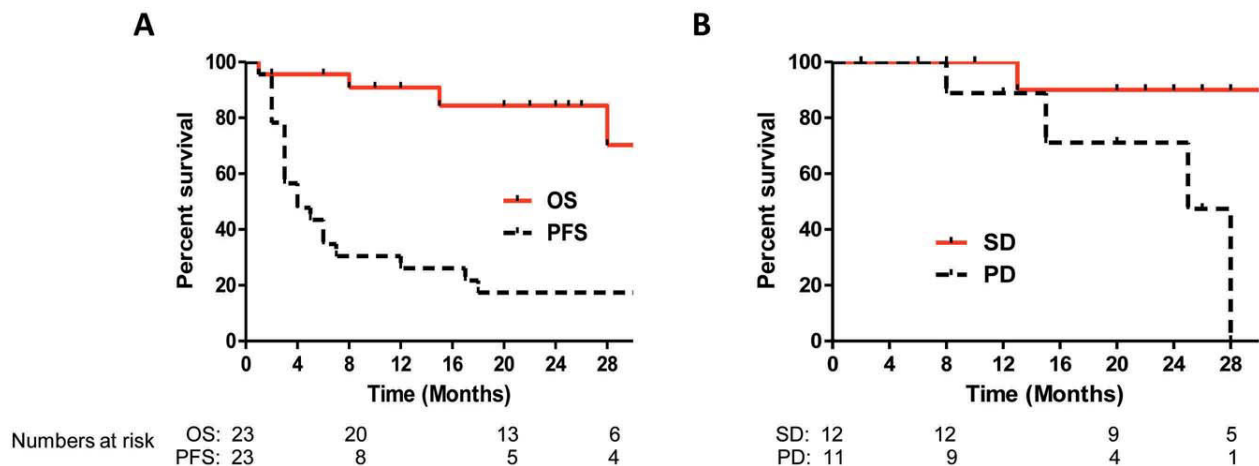 A
Percent survival
100
80
60
40
20
0
OS
PFS
0 4 8 12 16 20 24 28
Time (Months)
B
Percent survival
100
80
60
40
20
0
SD
PD
0 4 8 12 16 20 24 28
Time (Months)
Numbers at risk
OS: 23 20 13 6
PFS: 23 8 5 4
SD: 12 12 9 5
PD: 11 9 4 1